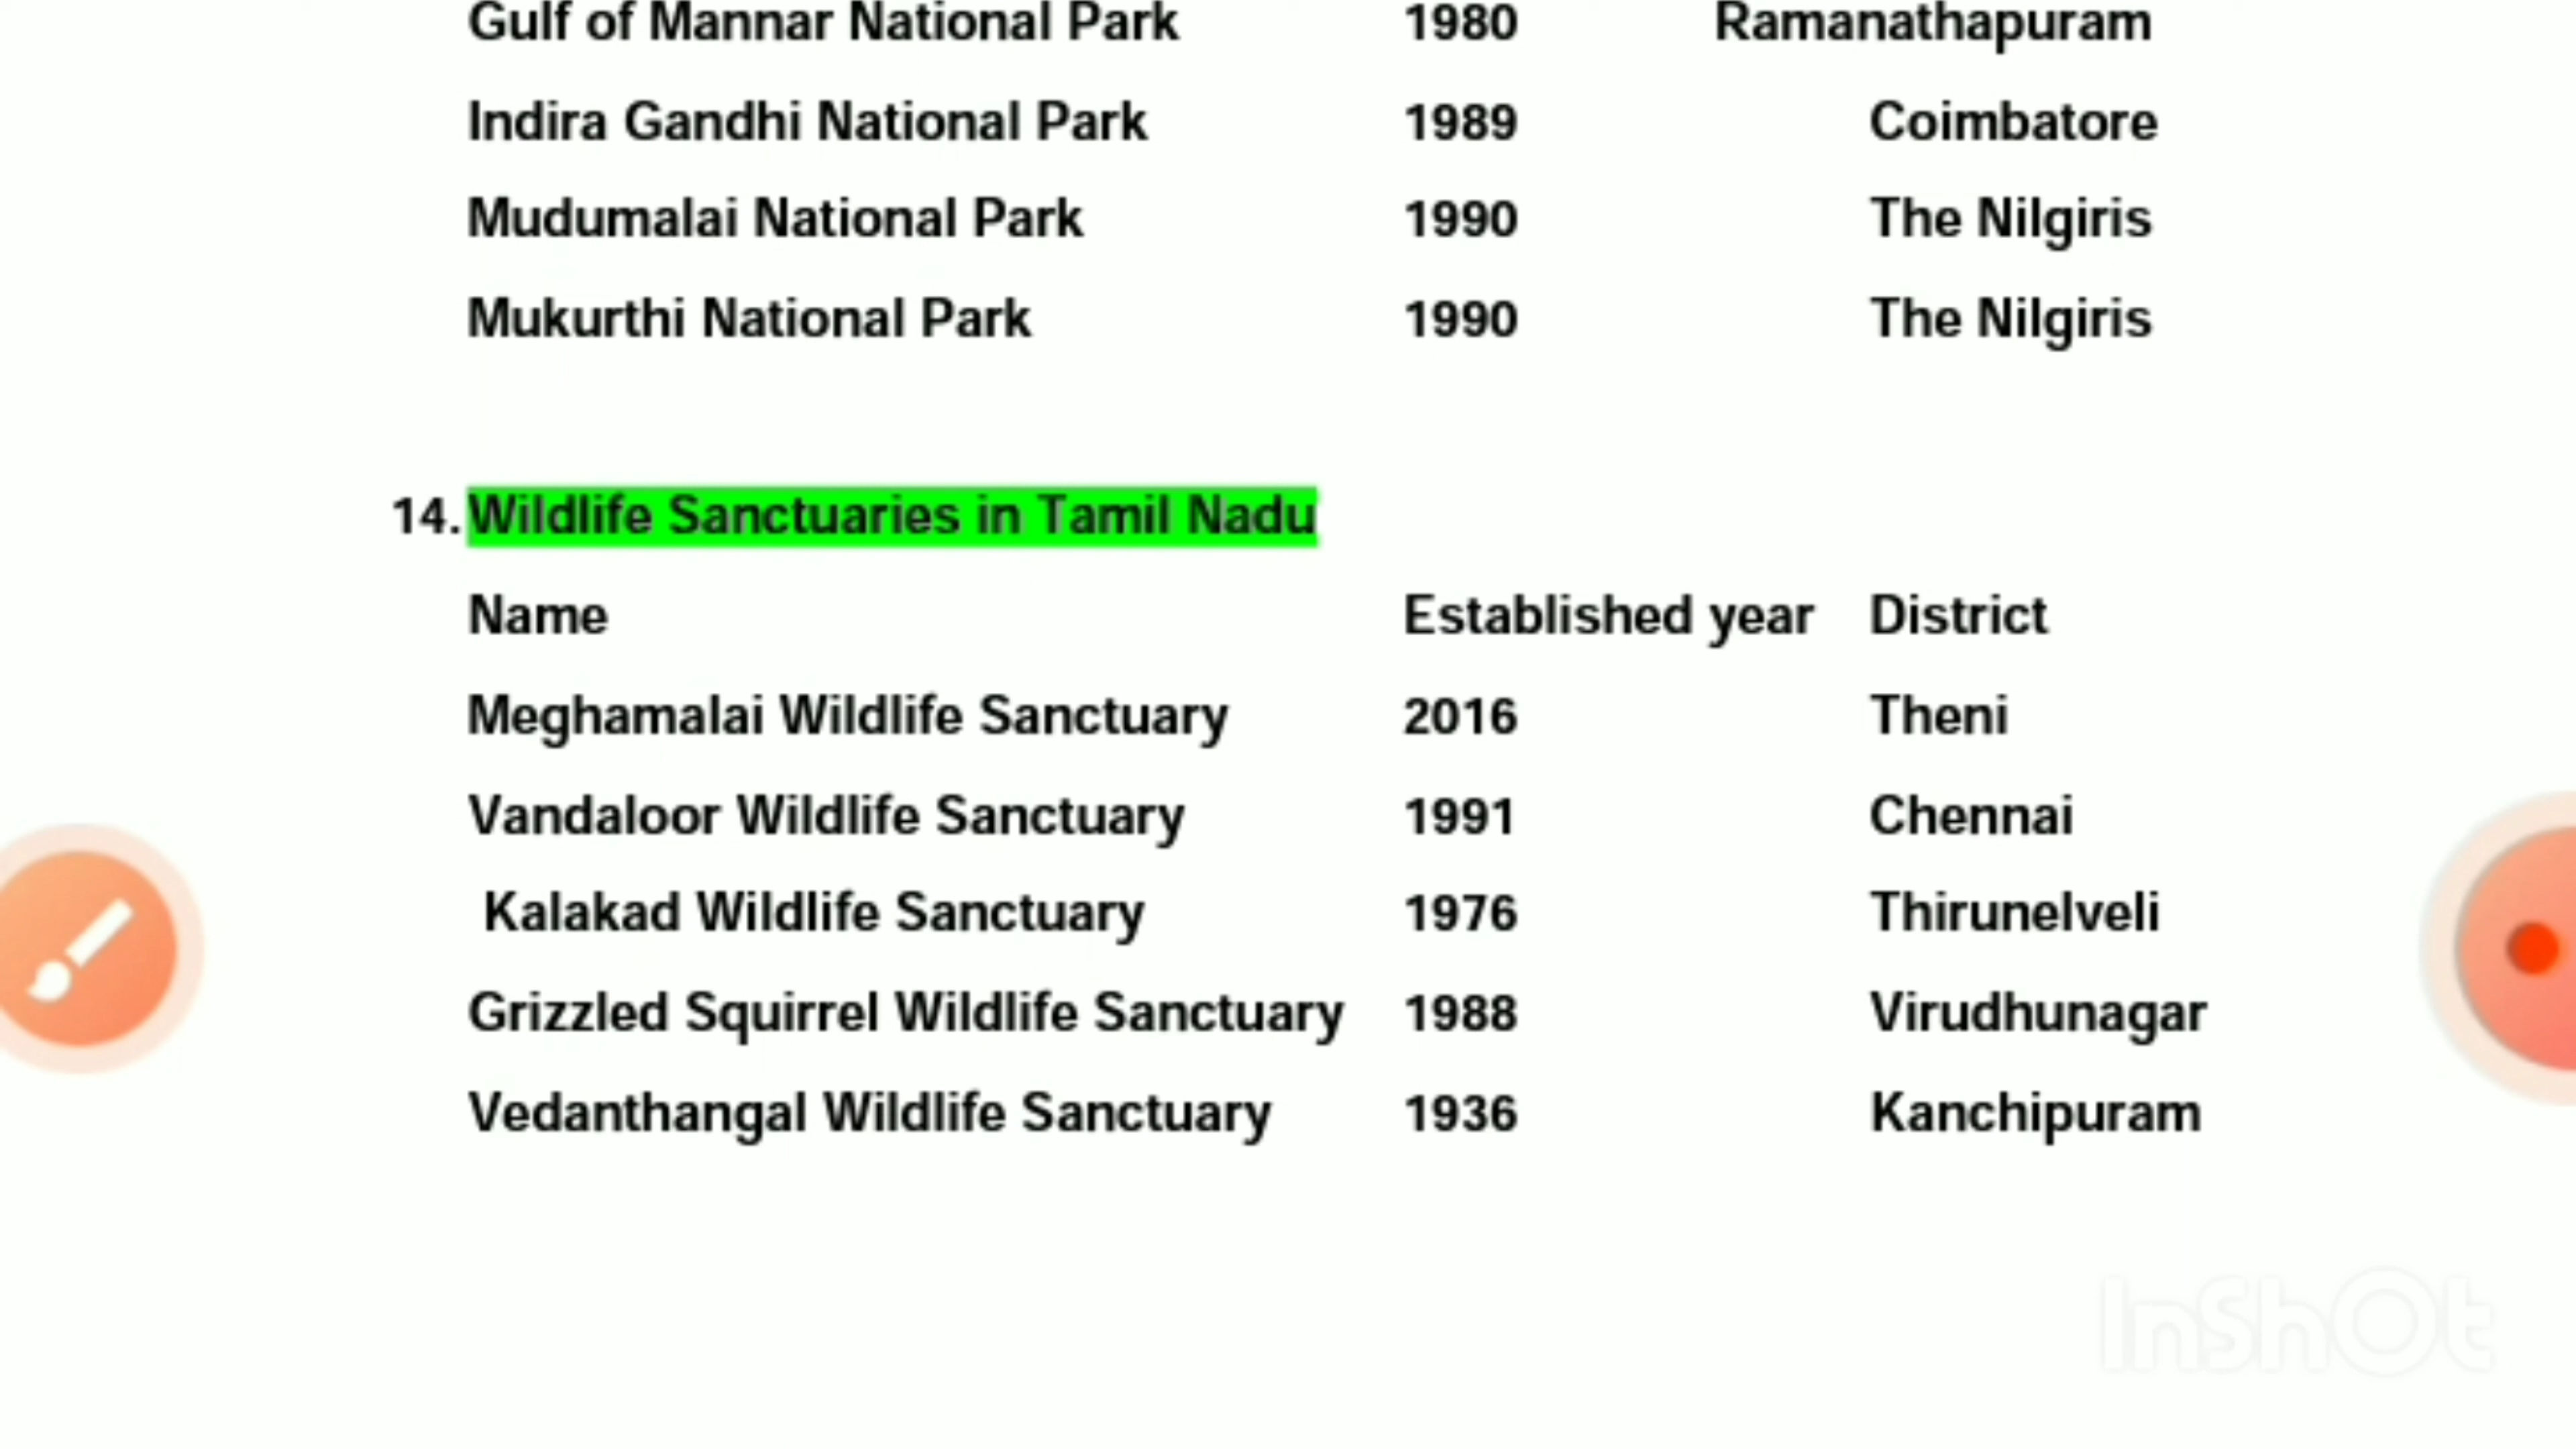 Gulf of Mannar National Park 1980 Ramanathapuram
Indira Gandhi National Park 1989 Coimbatore
Mudumalai National Park 1990 The Nilgiris
Mukurthi National Park 1990 The Nilgiris
14. Wildlife Sanctuaries in Tamil Nadu
Name Established year District
Meghamalai Wildlife Sanctuary 2016 Theni
Vandaloor Wildlife Sanctuary 1991 Chennai
Kalakad Wildlife Sanctuary 1976 Thirunelveli
Grizzled Squirrel Wildlife Sanctuary 1988 Virudhunagar
Vedanthangal Wildlife Sanctuary 1936 Kanchipuram
InShOt